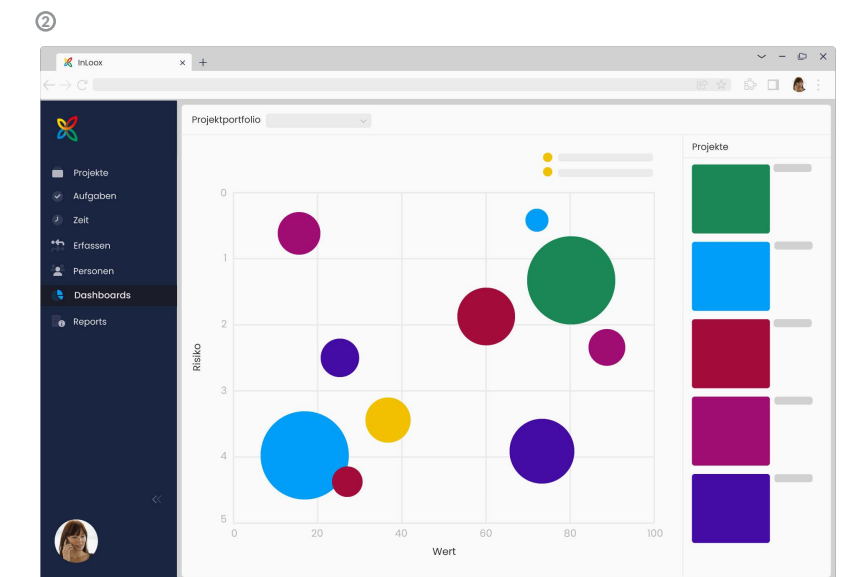 ②
InLoox
Projektportfolio
Projekte
Projekte
Aufgaben
Zeit
Erfassen
Personen
Dashboards
Reports
0
1
2
3
4
5
Risiko
0 20 40 60 80 100
Wert